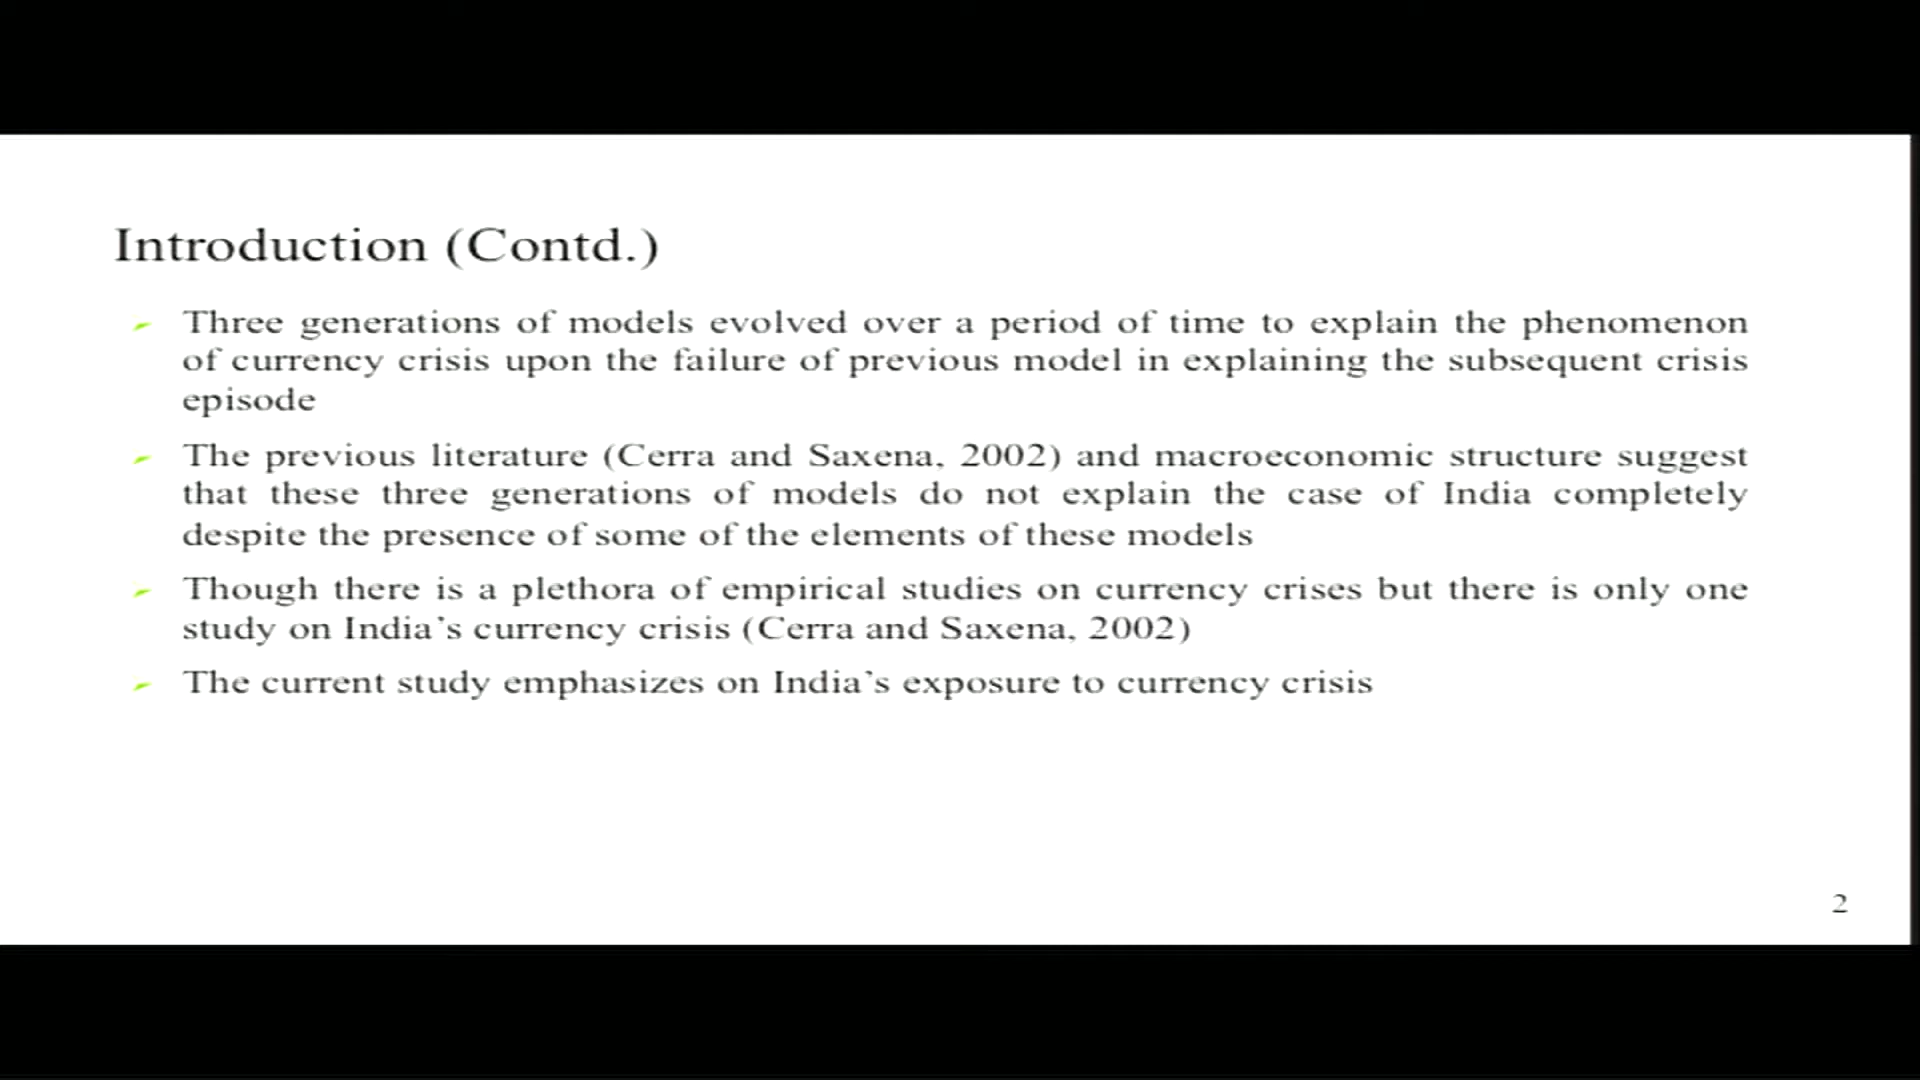 Introduction (Contd.)
Three generations of models evolved over a period of time to explain the phenomenon
of currency crisis upon the failure of previous model in explaining the subsequent crisis
episode
The previous literature (Cerra and Saxena, 2002) and macroeconomic structure suggest
that these three generations of models do not explain the case of India completely
despite the presence of some of the elements of these models
Though there is a plethora of empirical studies on currency crises but there is only one
study on India's currency crisis (Cerra and Saxena, 2002)
The current study emphasizes on India's exposure to currency crisis
2